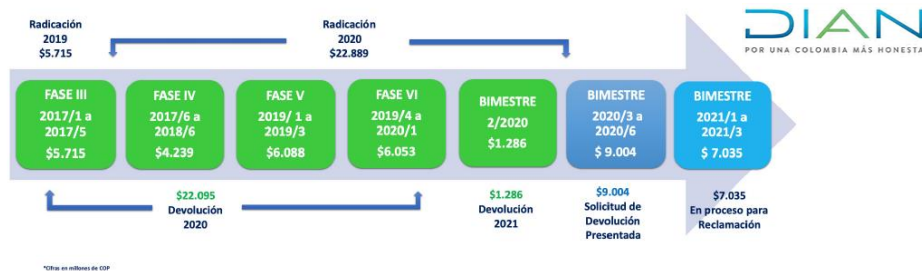 Radicación
2019
$5.715
Radicación
2020
$22.889
DIAN
POR UNA COLOMBIA MÁS HONESTA
FASE III
2017/1 a
2017/5
$5.715
FASE IV
2017/6 a
2018/6
$4.239
FASE V
2019/ 1 a
2019/3
$6.088
FASE VI
2019/4 a
2020/1
$6.053
BIMESTRE
2/2020
$1.286
BIMESTRE
2020/3 a
2020/6
$ 9.004
BIMESTRE
2021/1 a
2021/3
$ 7.035
$22.095
Devolución
2020
$1.286
Devolución
2021
$9.004
Solicitud de
Devolución
Presentada
$7.035
En proceso para
Reclamación
*Cifras en millones de COP